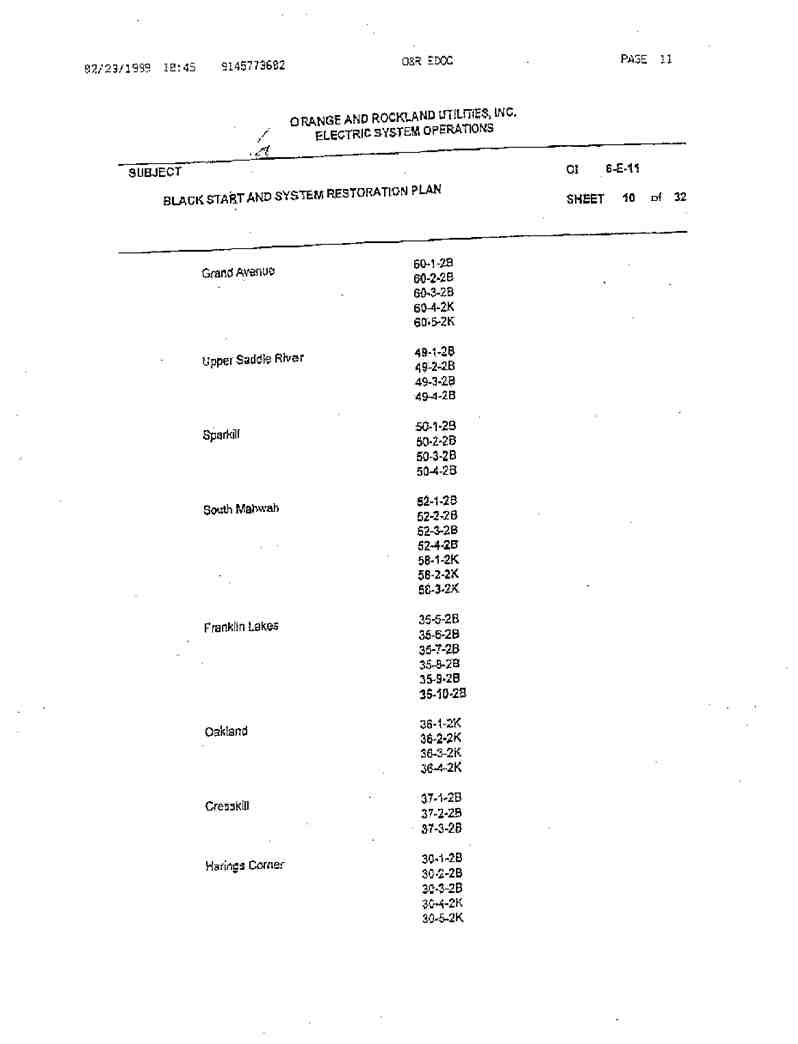 02/23/1999 18:45 9145773682 O&R EDOC PAGE 11
ORANGE AND ROCKLAND UTILITIES, INC.
ELECTRIC SYSTEM OPERATIONS
SUBJECT OI 6-E-11
BLACK START AND SYSTEM RESTORATION PLAN SHEET 10 of 32
Grand Avenue 60-1-2B
60-2-2B
60-3-2B
60-4-2K
60-5-2K
Upper Saddle River 49-1-2B
49-2-2B
49-3-2B
49-4-2B
Sparkill 50-1-2B
50-2-2B
50-3-2B
50-4-2B
South Mahwah 52-1-2B
52-2-2B
52-3-2B
52-4-2B
58-1-2K
58-2-2K
58-3-2K
Franklin Lakes 35-5-2B
35-6-2B
35-7-2B
35-8-2B
35-9-2B
35-10-2B
Oakland 36-1-2K
36-2-2K
36-3-2K
36-4-2K
Cresskill 37-1-2B
37-2-2B
37-3-2B
Harings Corner 30-1-2B
30-2-2B
30-3-2B
30-4-2K
30-5-2K